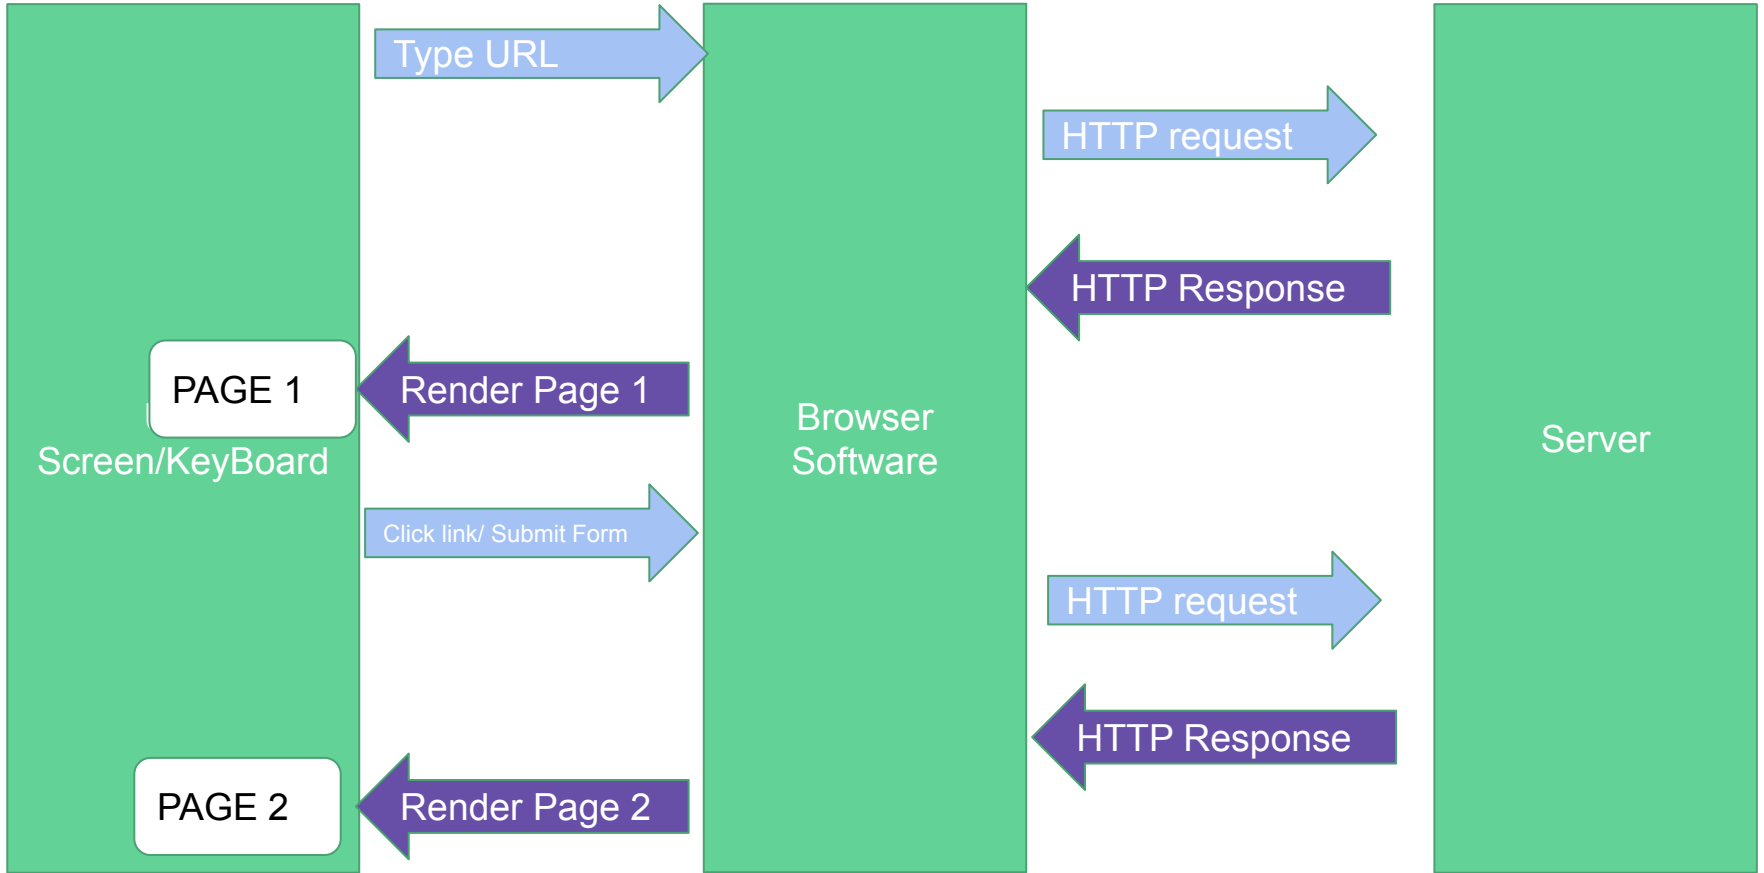 Type URL
HTTP request
HTTP Response
PAGE 1
Render Page 1
Screen/KeyBoard
Browser
Software
Server
Click link/ Submit Form
HTTP request
HTTP Response
PAGE 2
Render Page 2